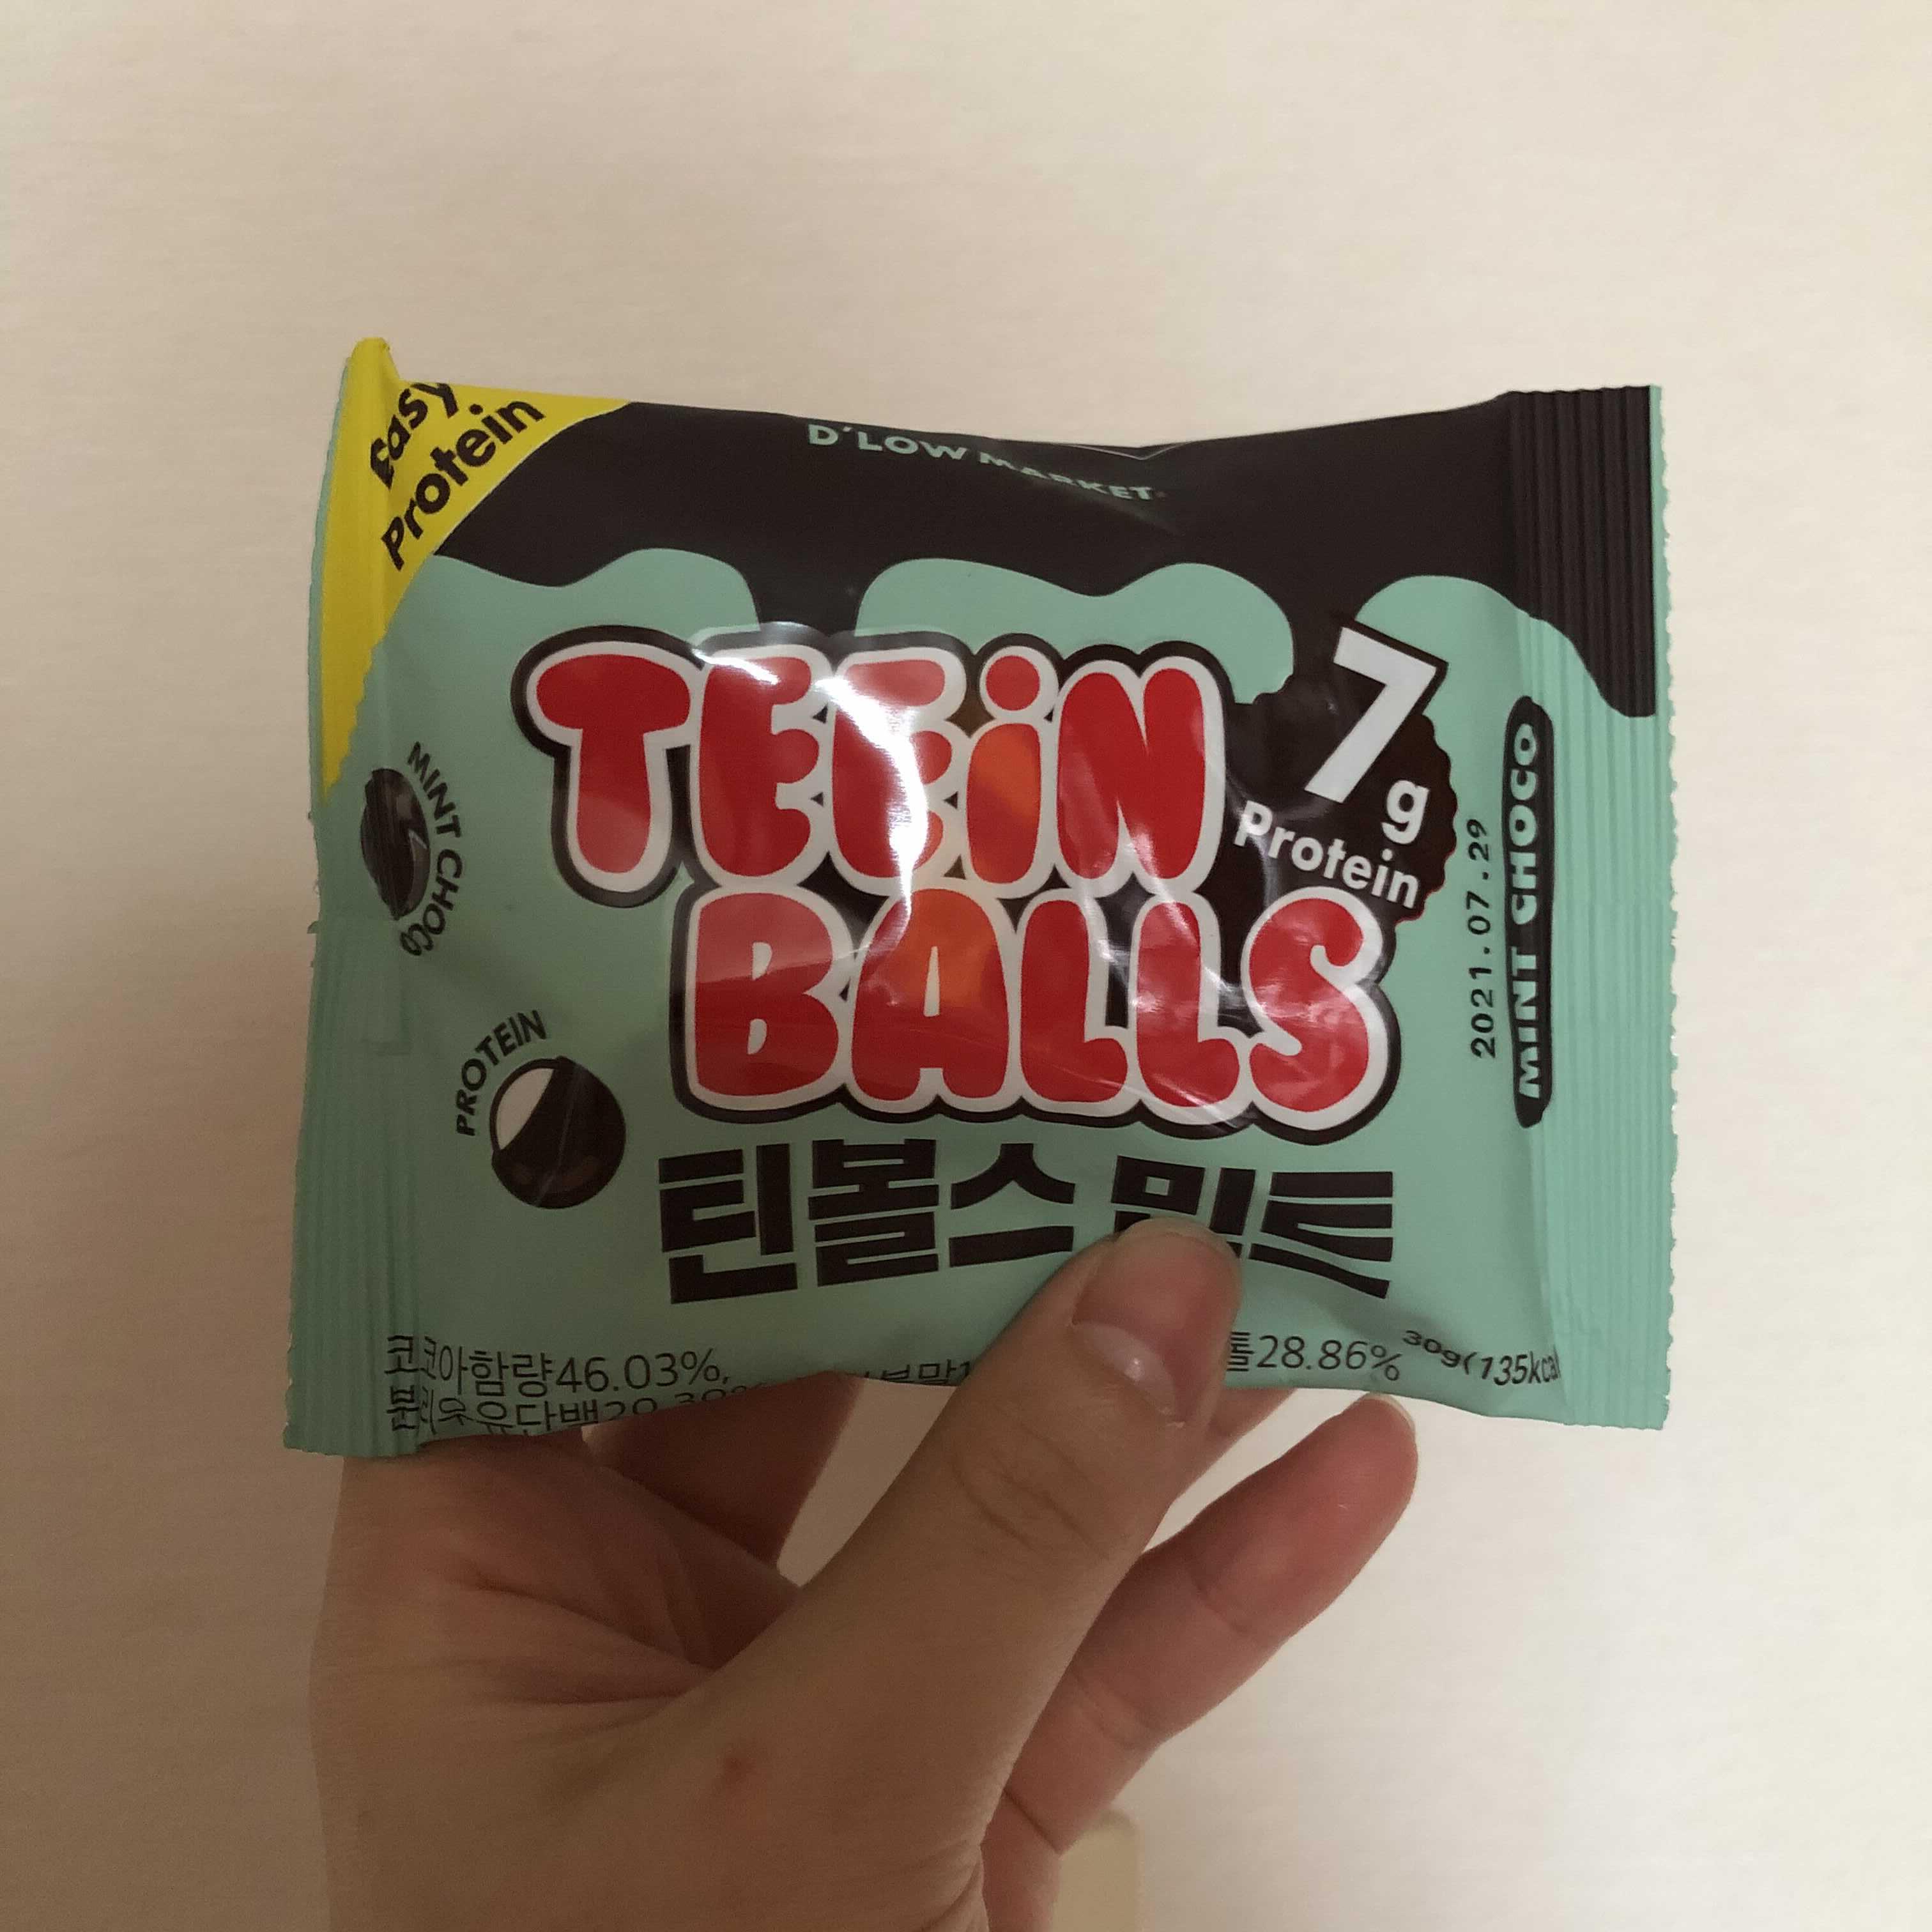 Easy
Protein
D'LOW MARKET
TEEiN
BALLS
7g
Protein
MINT CHOCO
PROTEIN
2021.07.29
MINT CHOCO
틴볼스 민트
코코아함량46.03%,
28.86%
30g(135kcal